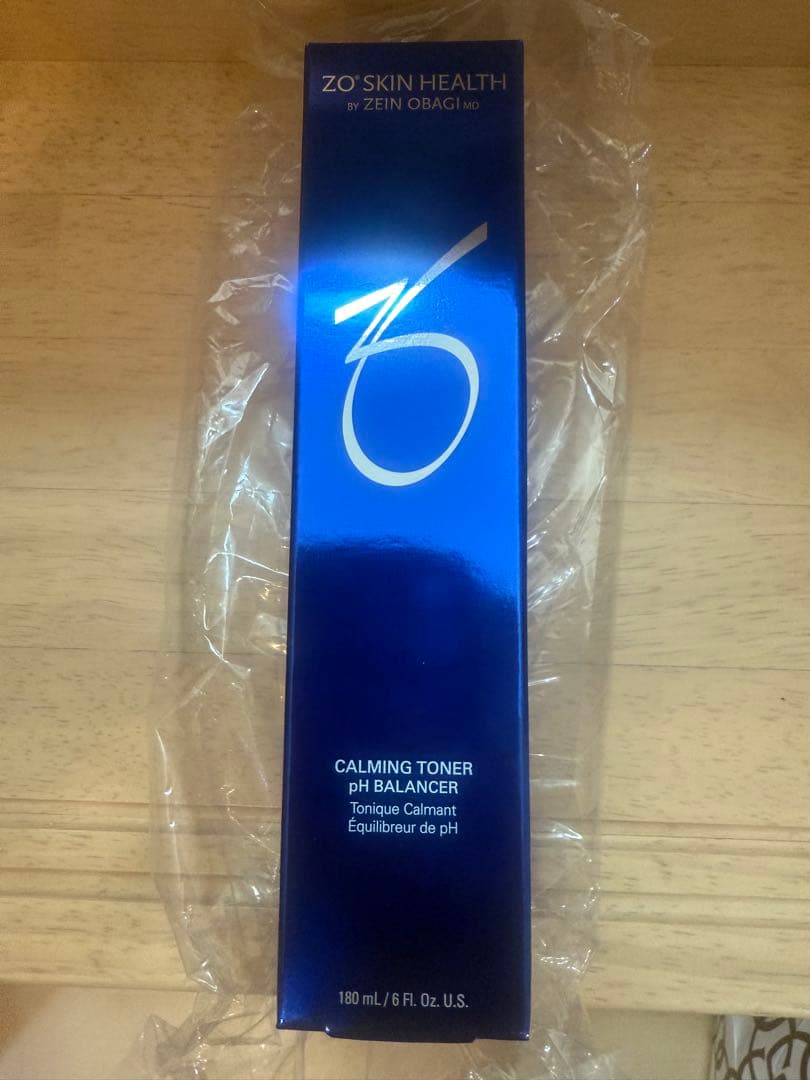 ZO® SKIN HEALTH
BY ZEIN OBAGI MD
ZO
CALMING TONER
pH BALANCER
Tonique Calmant
Équilibreur de pH
180 mL / 6 Fl. Oz. U.S.